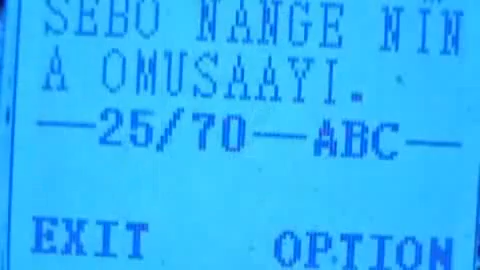 SEBO NANGE NIN
A OMUSAAYI.
—25/70—ABC—
EXIT OPTION